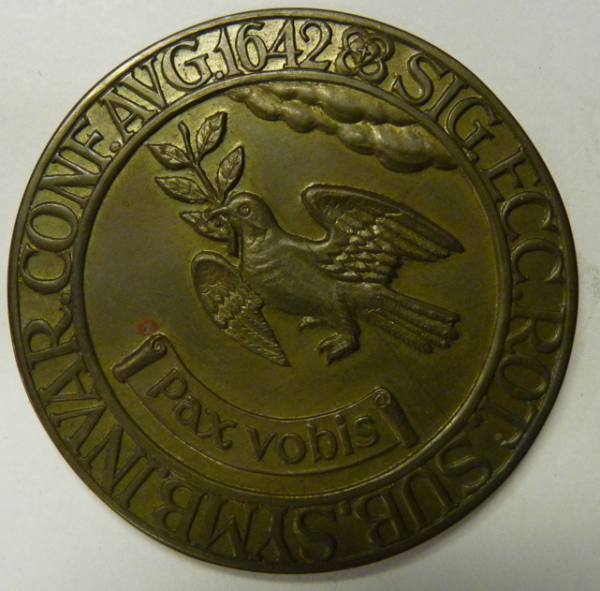 SIG. ECC. ROT. SUB. SYMB. INVAR. CONF. AVG. 1642
Pax vobis